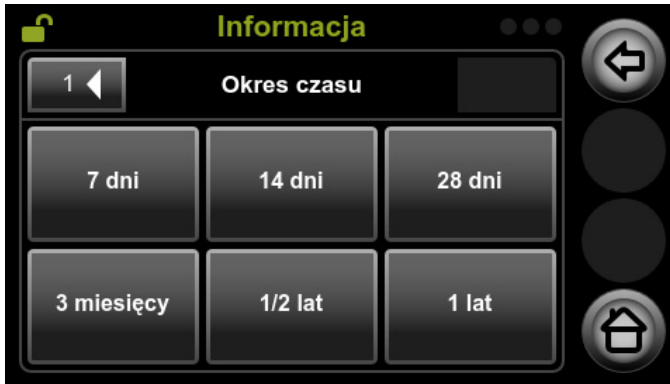 Informacja
1
Okres czasu
7 dni
14 dni
28 dni
3 miesięcy
1/2 lat
1 lat